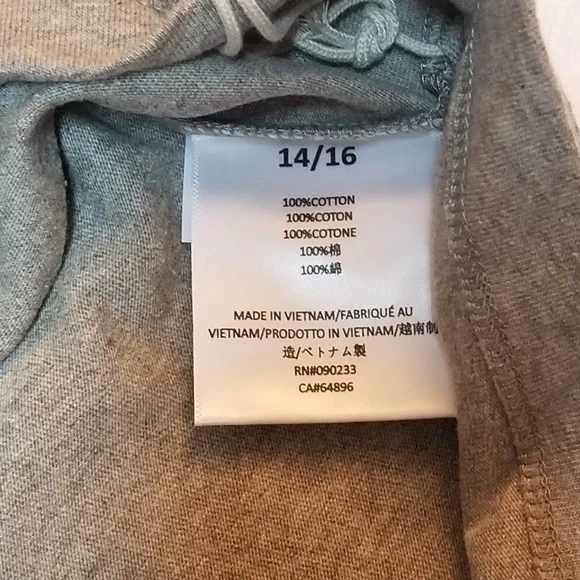 14/16
100%COTTON
100%COTON
100%COTONE
100%棉
100%綿
MADE IN VIETNAM/FABRIQUÉ AU
VIETNAM/PRODOTTO IN VIETNAM/越南制
造/ベトナム製
RN#090233
CA#64896